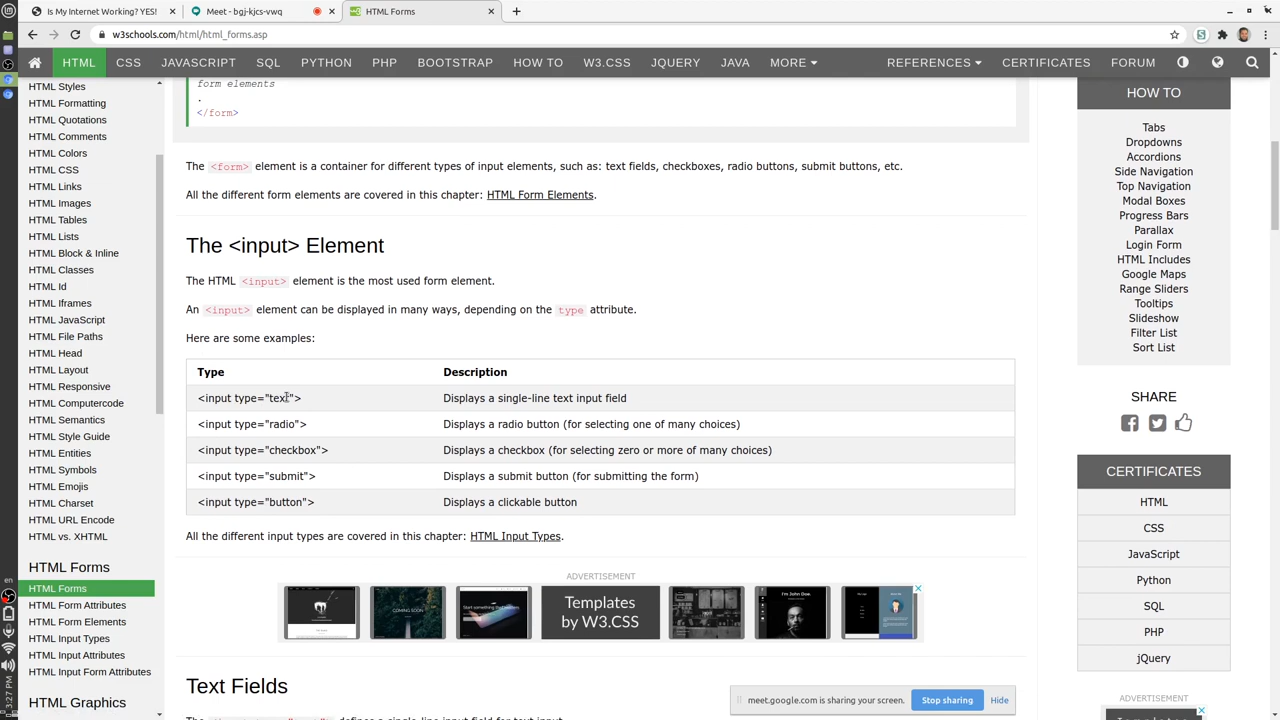 Is My Internet Working? YES!
Meet - bgj-kjcs-vwq
HTML Forms
w3schools.com/html/html_forms.asp
HTML CSS JAVASCRIPT SQL PYTHON PHP BOOTSTRAP HOW TO W3.CSS JQUERY JAVA MORE REFERENCES CERTIFICATES FORUM
HTML Styles
HTML Formatting
HTML Quotations
HTML Comments
HTML Colors
HTML CSS
HTML Links
HTML Images
HTML Tables
HTML Lists
HTML Block & Inline
HTML Classes
HTML Id
HTML Iframes
HTML JavaScript
HTML File Paths
HTML Head
HTML Layout
HTML Responsive
HTML Computercode
HTML Semantics
HTML Style Guide
HTML Entities
HTML Symbols
HTML Emojis
HTML Charset
HTML URL Encode
HTML vs. XHTML
HTML Forms
HTML Forms
HTML Form Attributes
HTML Form Elements
HTML Input Types
HTML Input Attributes
HTML Input Form Attributes
HTML Graphics
en
3:27 PM
form elements
.
</form>
The <form> element is a container for different types of input elements, such as: text fields, checkboxes, radio buttons, submit buttons, etc.
All the different form elements are covered in this chapter: HTML Form Elements.
The <input> Element
The HTML <input> element is the most used form element.
An <input> element can be displayed in many ways, depending on the type attribute.
Here are some examples:
Type Description
<input type="text"> Displays a single-line text input field
<input type="radio"> Displays a radio button (for selecting one of many choices)
<input type="checkbox"> Displays a checkbox (for selecting zero or more of many choices)
<input type="submit"> Displays a submit button (for submitting the form)
<input type="button"> Displays a clickable button
All the different input types are covered in this chapter: HTML Input Types.
ADVERTISEMENT
COMING SOON
Start something
Templates
by W3.CSS
I'm John Doe.
Text Fields
meet.google.com is sharing your screen. Stop sharing Hide
HOW TO
Tabs
Dropdowns
Accordions
Side Navigation
Top Navigation
Modal Boxes
Progress Bars
Parallax
Login Form
HTML Includes
Google Maps
Range Sliders
Tooltips
Slideshow
Filter List
Sort List
SHARE
CERTIFICATES
HTML
CSS
JavaScript
Python
SQL
PHP
jQuery
ADVERTISEMENT